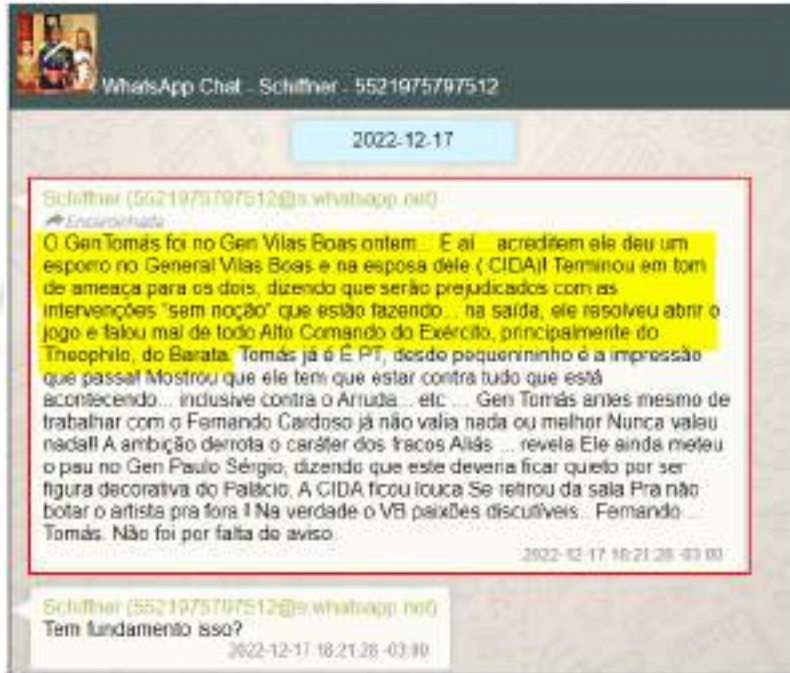 WhatsApp Chat - Schiffner - 5521975797512
2022-12-17
Schiffner (5521975797512@s.whatsapp.net)
Encaminhada
O Gen Tomás foi no Gen Vilas Boas ontem... E aí... acreditem ele deu um
esporro no General Vilas Boas e na esposa dele ( CIDA)! Terminou em tom
de ameaça para os dois, dizendo que serão prejudicados com as
intervenções "sem noção" que estão fazendo... na saída, ele resolveu abrir o
jogo e falou mal de todo Alto Comando do Exército, principalmente do
Theophilo, do Barata. Tomás já é É PT, desde pequenininho é a impressão
que passa!! Mostrou que ele tem que estar contra tudo que está
acontecendo... inclusive contra o Arruda... etc ... Gen Tomás antes mesmo de
trabalhar com o Fernando Cardoso já não valia nada ou melhor Nunca valeu
nada!! A ambição derrota o caráter dos fracos Aliás ... revela Ele ainda meteu
o pau no Gen Paulo Sérgio, dizendo que este deveria ficar quieto por ser
figura decorativa do Palácio. A CIDA ficou louca Se retirou da sala Pra não
botar o artista pra fora ! Na verdade o VB paixões discutíveis.. Fernando ...
Tomás. Não foi por falta de aviso.
2022-12-17 18:21:28 -03:00
Schiffner (5521975797512@s.whatsapp.net)
Tem fundamento isso?
2022-12-17 18:21:28 -03:00